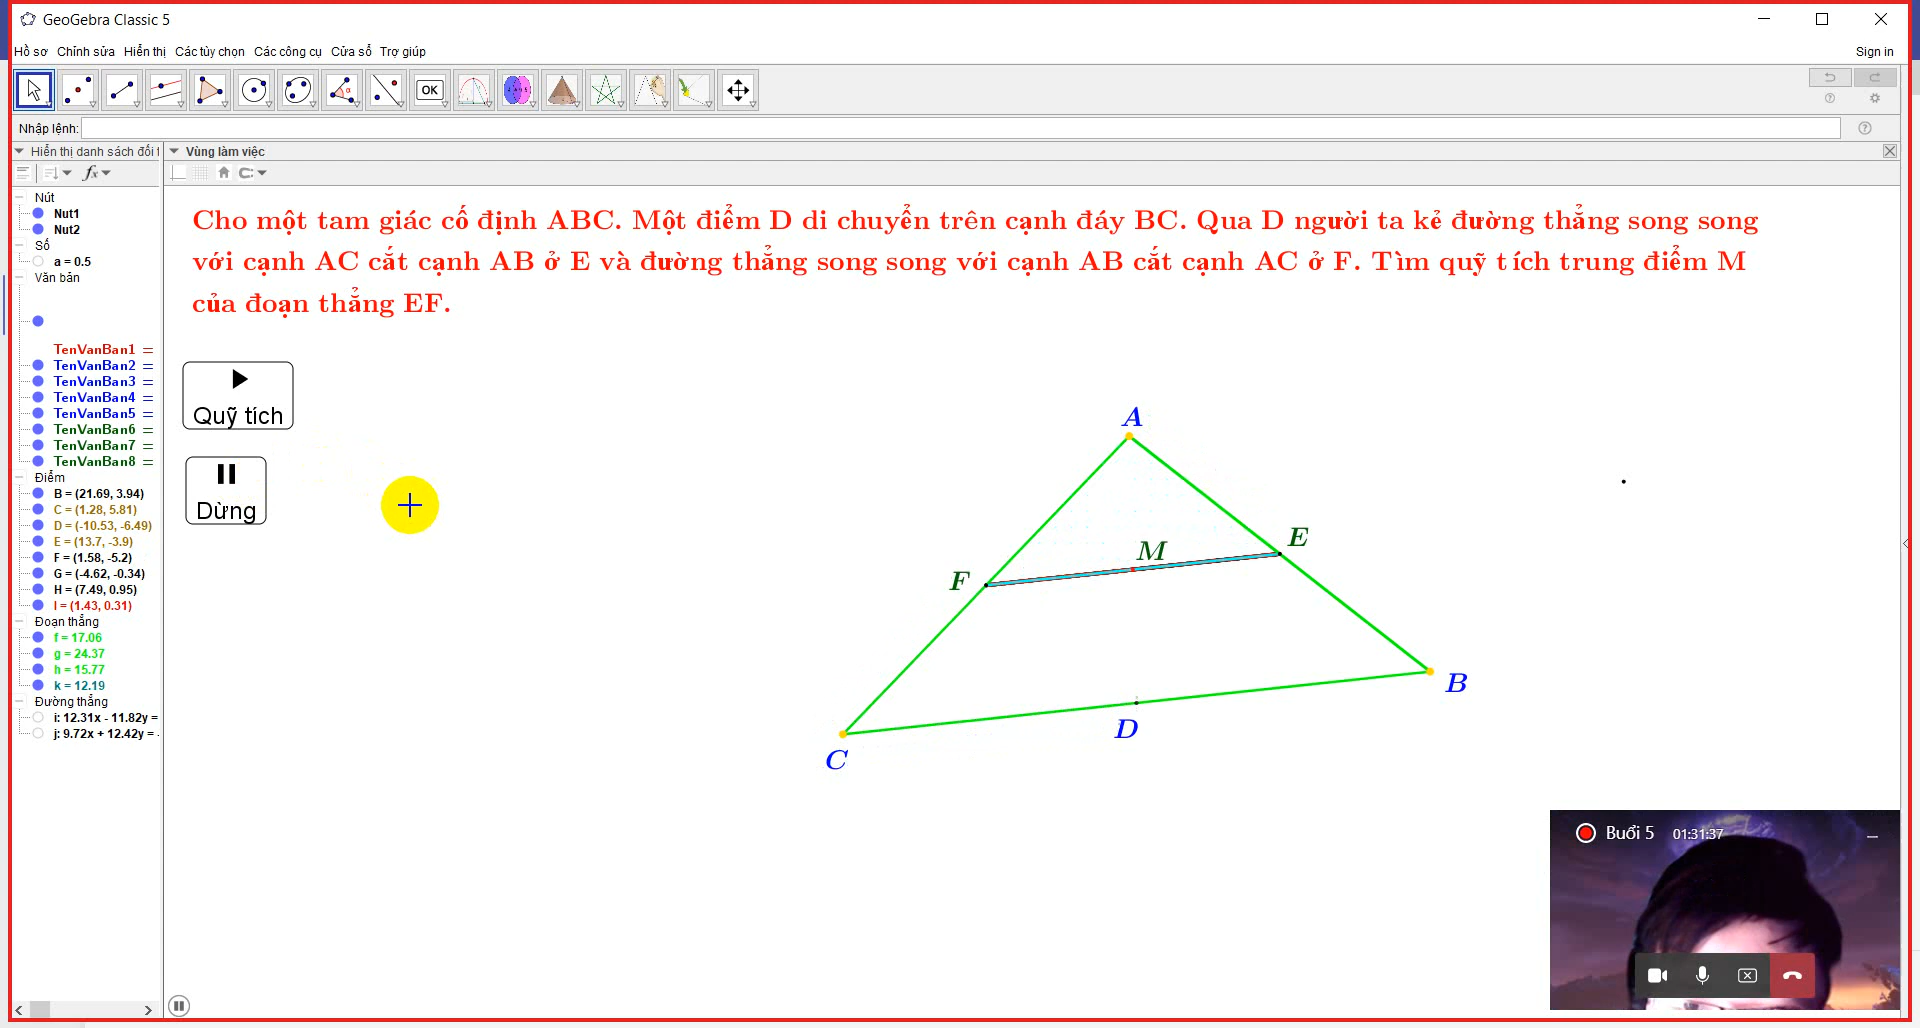 GeoGebra Classic 5
Hồ sơ Chỉnh sửa Hiển thị Các tùy chọn Các công cụ Cửa sổ Trợ giúp
Sign in
OK
Nhập lệnh:
Hiển thị danh sách đối t
Vùng làm việc
Nút
Nut1
Nut2
Số
a = 0.5
Văn bản
TenVanBan1 =
TenVanBan2 =
TenVanBan3 =
TenVanBan4 =
TenVanBan5 =
TenVanBan6 =
TenVanBan7 =
TenVanBan8 =
Điểm
B = (21.69, 3.94)
C = (1.28, 5.81)
D = (-10.53, -6.49)
E = (13.7, -3.9)
F = (1.58, -5.2)
G = (-4.62, -0.34)
H = (7.49, 0.95)
I = (1.43, 0.31)
Đoạn thẳng
f = 17.06
g = 24.37
h = 15.77
k = 12.19
Đường thẳng
i: 12.31x - 11.82y =
j: 9.72x + 12.42y = -
Cho một tam giác cố định ABC. Một điểm D di chuyển trên cạnh đáy BC. Qua D người ta kẻ đường thẳng song song
với cạnh AC cắt cạnh AB ở E và đường thẳng song song với cạnh AB cắt cạnh AC ở F. Tìm quỹ tích trung điểm M
của đoạn thẳng EF.
Quỹ tích
Dừng
A
E
M
F
B
D
C
Buổi 5 01:31:37